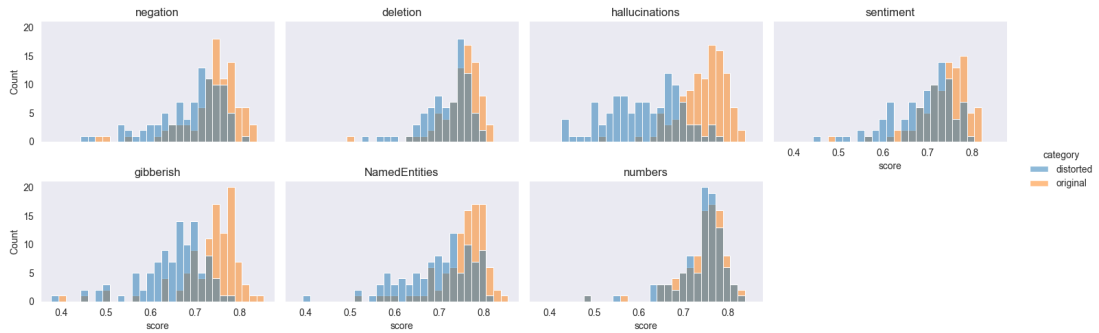 negation
deletion
hallucinations
sentiment
20
15
10
5
0
Count
0.4 0.5 0.6 0.7 0.8
score
category
distorted
original
gibberish
NamedEntities
numbers
20
15
10
5
0
Count
0.4 0.5 0.6 0.7 0.8
score
0.4 0.5 0.6 0.7 0.8
score
0.4 0.5 0.6 0.7 0.8
score